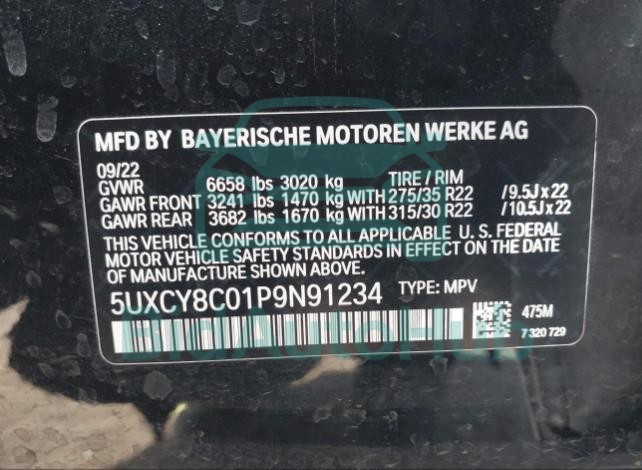 MFD BY BAYERISCHE MOTOREN WERKE AG
09/22
GVWR 6658 lbs 3020 kg TIRE / RIM
GAWR FRONT 3241 lbs 1470 kg WITH 275/35 R22 /9.5J x 22
GAWR REAR 3682 lbs 1670 kg WITH 315/30 R22 /10.5J x 22
THIS VEHICLE CONFORMS TO ALL APPLICABLE U. S. FEDERAL
MOTOR VEHICLE SAFETY STANDARDS IN EFFECT ON THE DATE
OF MANUFACTURE SHOWN ABOVE.
5UXCY8C01P9N91234 TYPE: MPV
475M
7 320 729
BidAutoHub